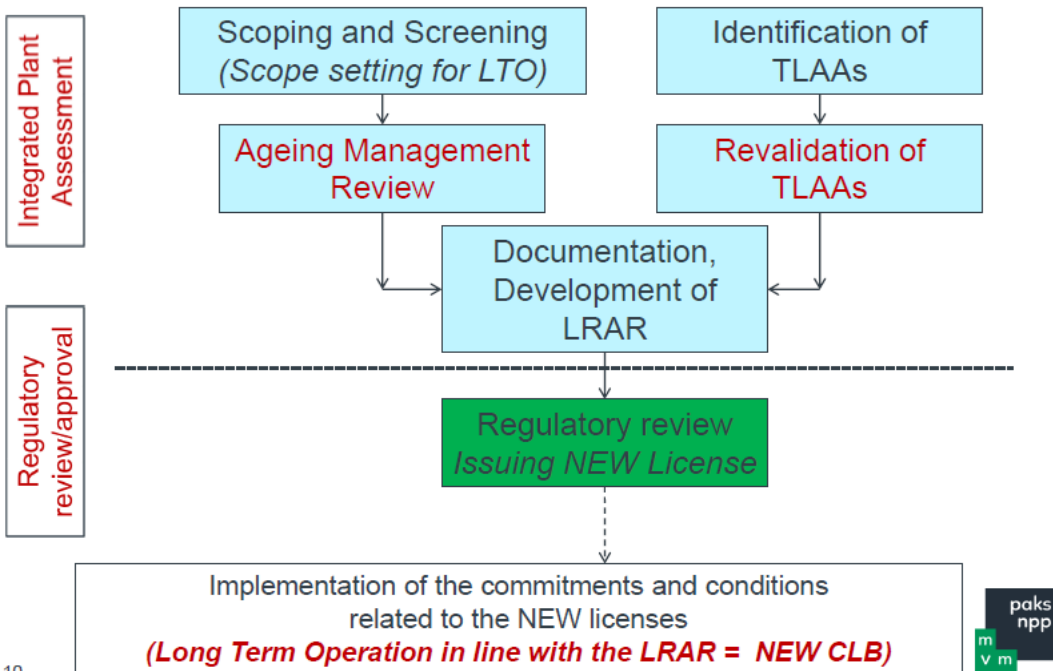 Integrated Plant
Assessment
Scoping and Screening
(Scope setting for LTO)
Identification of
TLAAs
Ageing Management
Review
Revalidation of
TLAAs
Documentation,
Development of
LRAR
Regulatory
review/approval
Regulatory review
Issuing NEW License
Implementation of the commitments and conditions
related to the NEW licenses
(Long Term Operation in line with the LRAR = NEW CLB)
paks
npp
m
v m